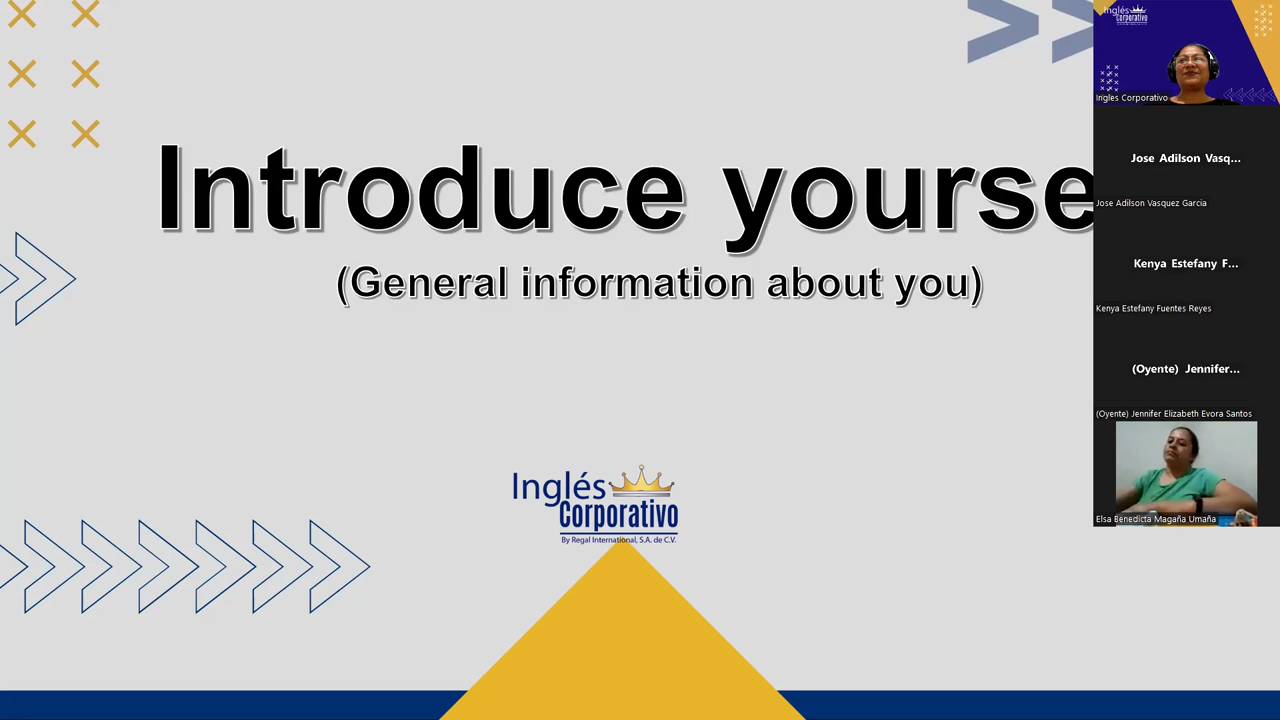 Introduce yourse
(General information about you)
Inglés
Corporativo
By Regal International, S.A. de C.V.
Inglés
Corporativo
Ingles Corporativo
Jose Adilson Vasq...
Jose Adilson Vasquez Garcia
Kenya Estefany F...
Kenya Estefany Fuentes Reyes
(Oyente) Jennifer...
(Oyente) Jennifer Elizabeth Evora Santos
Elsa Benedicta Magaña Umaña